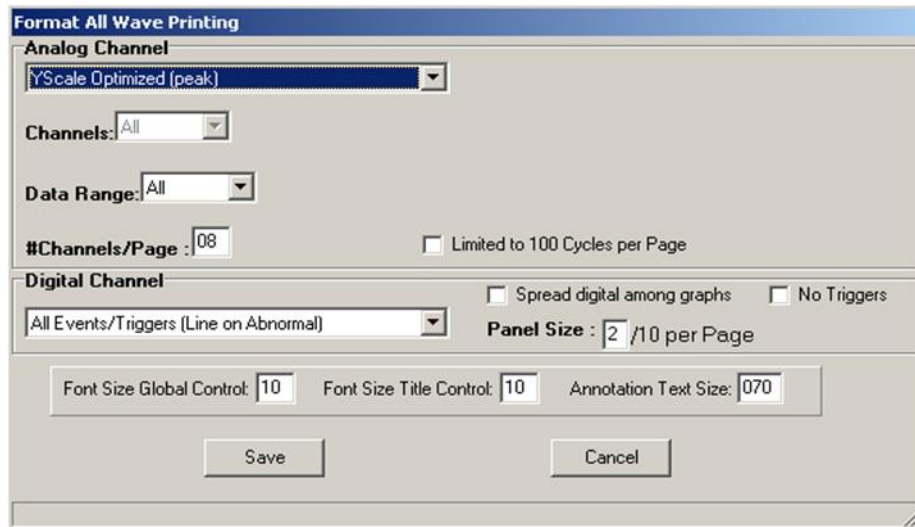 Format All Wave Printing
Analog Channel
YScale Optimized (peak)
Channels: All
Data Range: All
#Channels/Page : 08 Limited to 100 Cycles per Page
Digital Channel
Spread digital among graphs No Triggers
All Events/Triggers (Line on Abnormal)
Panel Size : 2 /10 per Page
Font Size Global Control: 10 Font Size Title Control: 10 Annotation Text Size: 070
Save Cancel